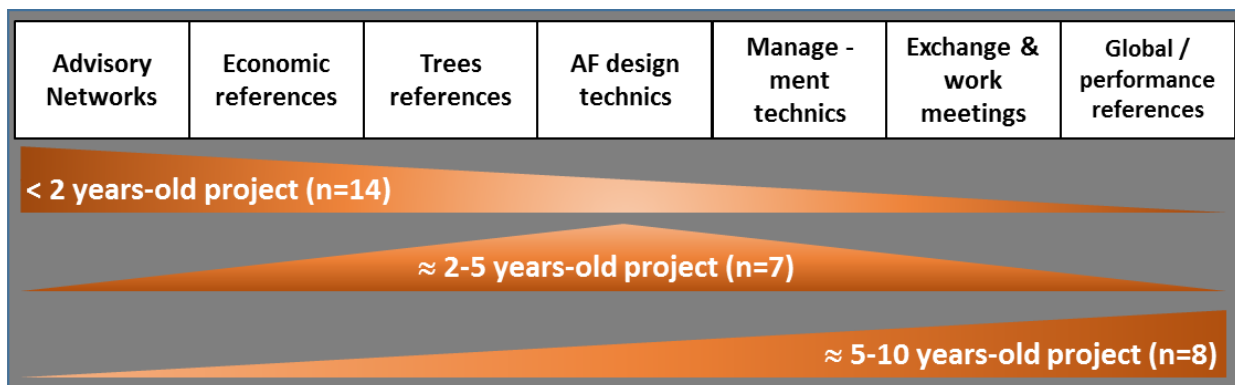 Advisory
Networks
Economic
references
Trees
references
AF design
technics
Manage -
ment
technics
Exchange &
work
meetings
Global /
performance
references
< 2 years-old project (n=14)
≈ 2-5 years-old project (n=7)
≈ 5-10 years-old project (n=8)